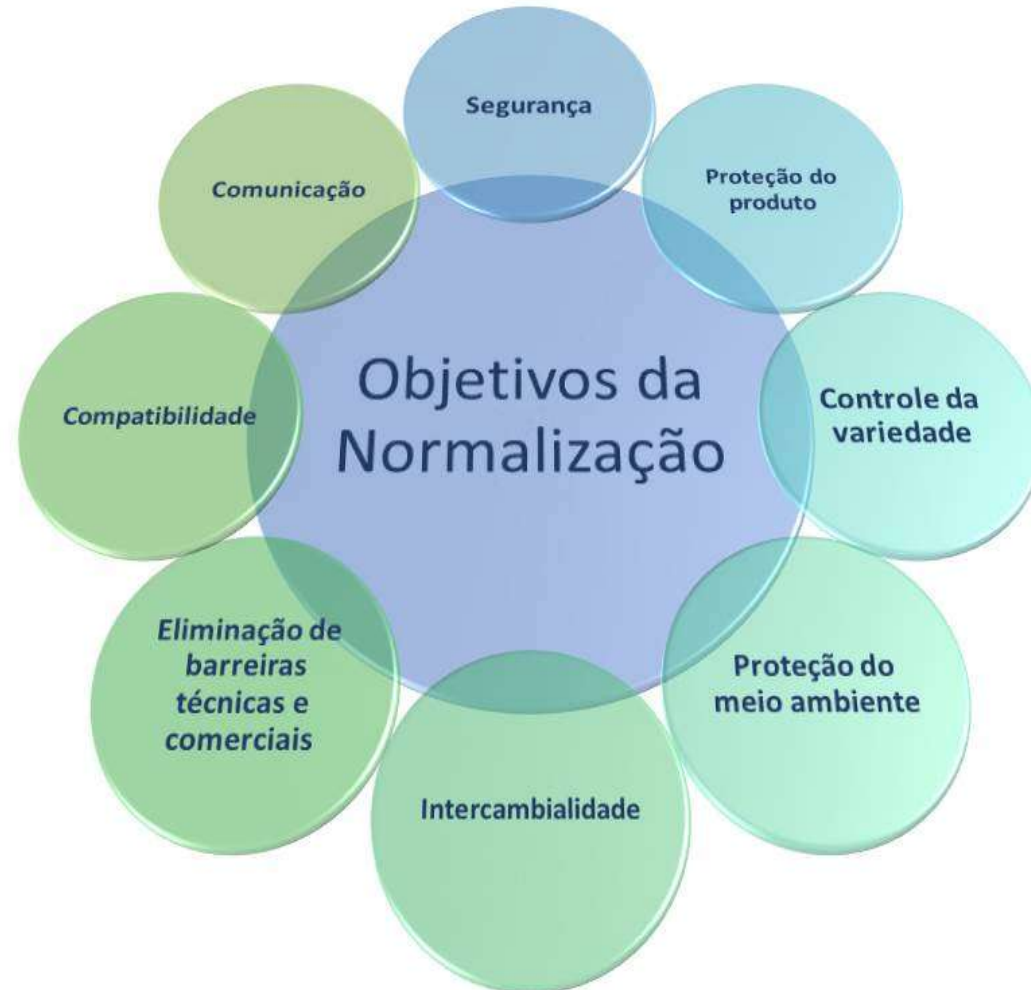 Objetivos da
Normalização
Segurança
Proteção do
produto
Controle da
variedade
Proteção do
meio ambiente
Intercambialidade
Eliminação de
barreiras
técnicas e
comerciais
Compatibilidade
Comunicação